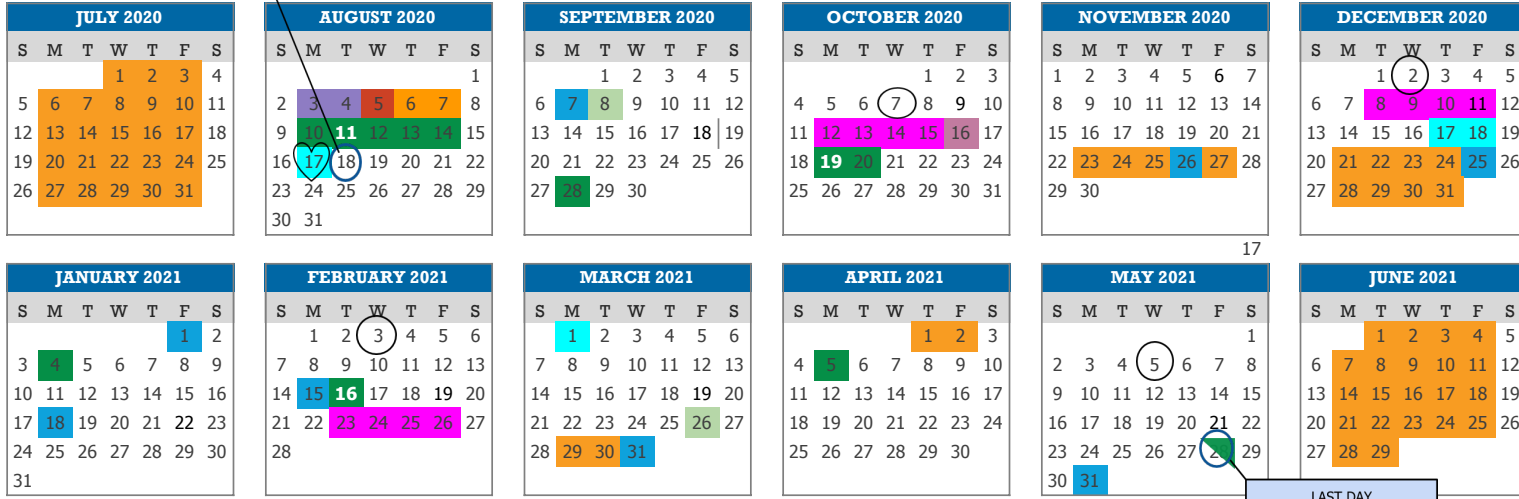 JULY 2020
S M T W T F S
1 2 3 4
5 6 7 8 9 10 11
12 13 14 15 16 17 18
19 20 21 22 23 24 25
26 27 28 29 30 31
AUGUST 2020
S M T W T F S
1
2 3 4 5 6 7 8
9 10 11 12 13 14 15
16 17 18 19 20 21 22
23 24 25 26 27 28 29
30 31
SEPTEMBER 2020
S M T W T F S
1 2 3 4 5
6 7 8 9 10 11 12
13 14 15 16 17 18 19
20 21 22 23 24 25 26
27 28 29 30
OCTOBER 2020
S M T W T F S
1 2 3
4 5 6 7 8 9 10
11 12 13 14 15 16 17
18 19 20 21 22 23 24
25 26 27 28 29 30 31
NOVEMBER 2020
S M T W T F S
1 2 3 4 5 6 7
8 9 10 11 12 13 14
15 16 17 18 19 20 21
22 23 24 25 26 27 28
29 30
17
DECEMBER 2020
S M T W T F S
1 2 3 4 5
6 7 8 9 10 11 12
13 14 15 16 17 18 19
20 21 22 23 24 25 26
27 28 29 30 31
JANUARY 2021
S M T W T F S
1 2
3 4 5 6 7 8 9
10 11 12 13 14 15 16
17 18 19 20 21 22 23
24 25 26 27 28 29 30
31
FEBRUARY 2021
S M T W T F S
1 2 3 4 5 6
7 8 9 10 11 12 13
14 15 16 17 18 19 20
21 22 23 24 25 26 27
28
MARCH 2021
S M T W T F S
1 2 3 4 5 6
7 8 9 10 11 12 13
14 15 16 17 18 19 20
21 22 23 24 25 26 27
28 29 30 31
APRIL 2021
S M T W T F S
1 2 3
4 5 6 7 8 9 10
11 12 13 14 15 16 17
18 19 20 21 22 23 24
25 26 27 28 29 30
MAY 2021
S M T W T F S
1
2 3 4 5 6 7 8
9 10 11 12 13 14 15
16 17 18 19 20 21 22
23 24 25 26 27 28 29
30 31
JUNE 2021
S M T W T F S
1 2 3 4 5
6 7 8 9 10 11 12
13 14 15 16 17 18 19
20 21 22 23 24 25 26
27 28 29
LAST DAY